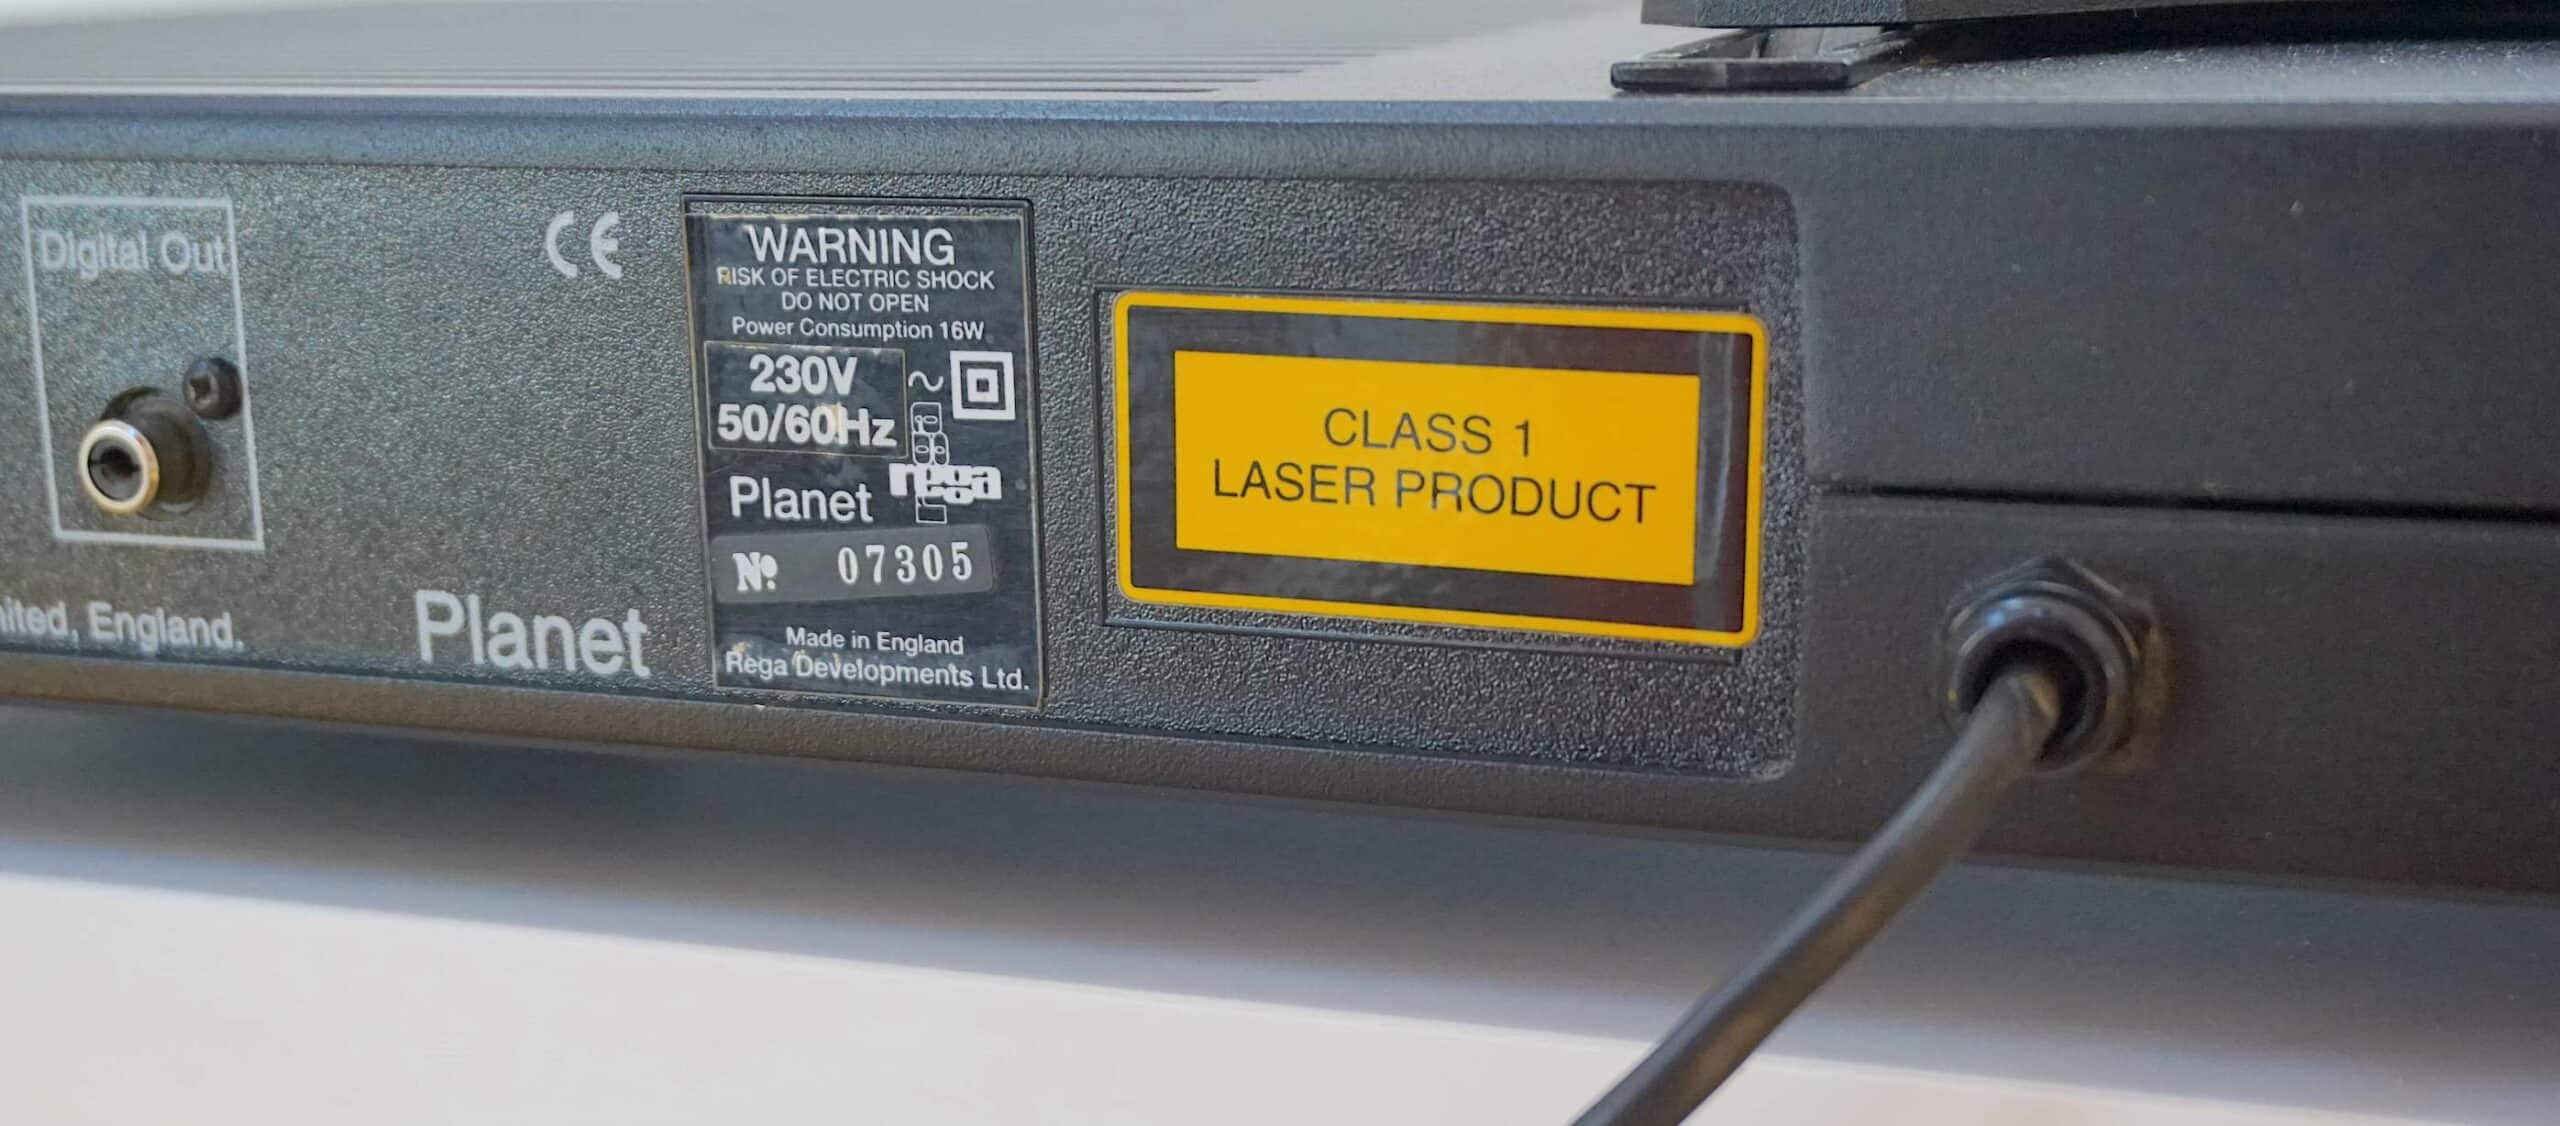 Digital Out
CE
WARNING
RISK OF ELECTRIC SHOCK
DO NOT OPEN
Power Consumption 16W
230V ~
50/60Hz
rega
Planet
Nº 07305
Made in England
Rega Developments Ltd.
CLASS 1
LASER PRODUCT
England.
Planet